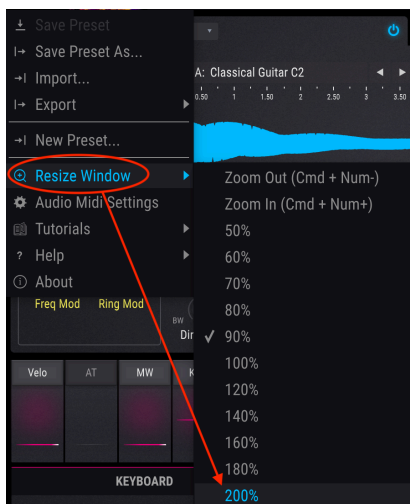 Save Preset
Save Preset As...
Import...
Export
New Preset...
Resize Window
Audio Midi Settings
Tutorials
? Help
About
A: Classical Guitar C2
0.50 1 1.50 2 2.50 3 3.50
Zoom Out (Cmd + Num-)
Zoom In (Cmd + Num+)
50%
60%
70%
80%
✓ 90%
100%
120%
140%
160%
180%
200%
Freq Mod Ring Mod
BW
Dir
Velo AT MW K
KEYBOARD